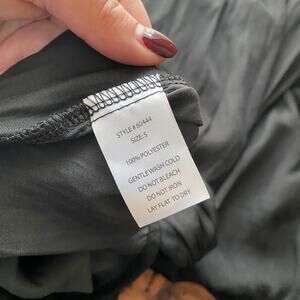 STYLE # 60444
SIZE: S
100% POLYESTER
GENTLE WASH COLD
DO NOT BLEACH
DO NOT IRON
LAY FLAT TO DRY